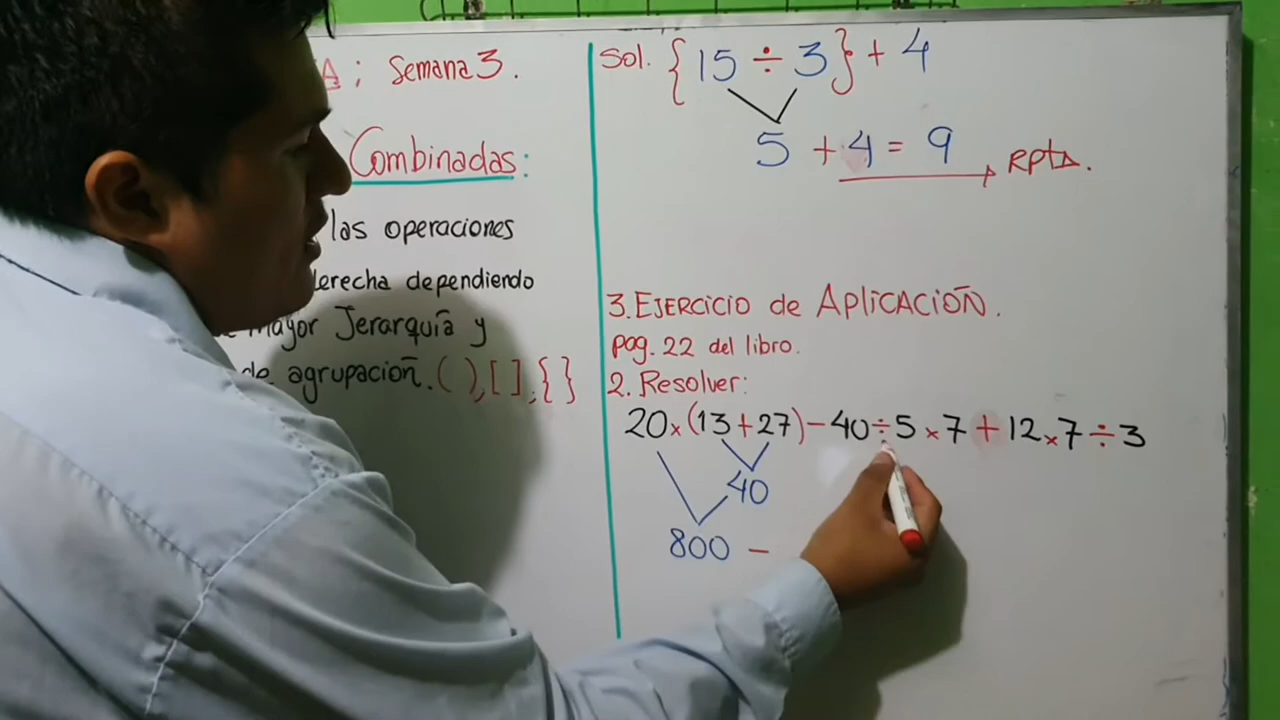 A; Semana 3.
Combinadas:
las operaciones
derecha dependiendo
mayor Jerarquía y
de agrupación. ( ), [ ], { }
Sol. {15 ÷ 3} + 4
5 + 4 = 9 Rpta.
3. EJERCICIO de APLICACIÓN.
pag. 22 del libro.
2. Resolver:
20 x (13 + 27) - 40 ÷ 5 x 7 + 12 x 7 ÷ 3
40
800 -